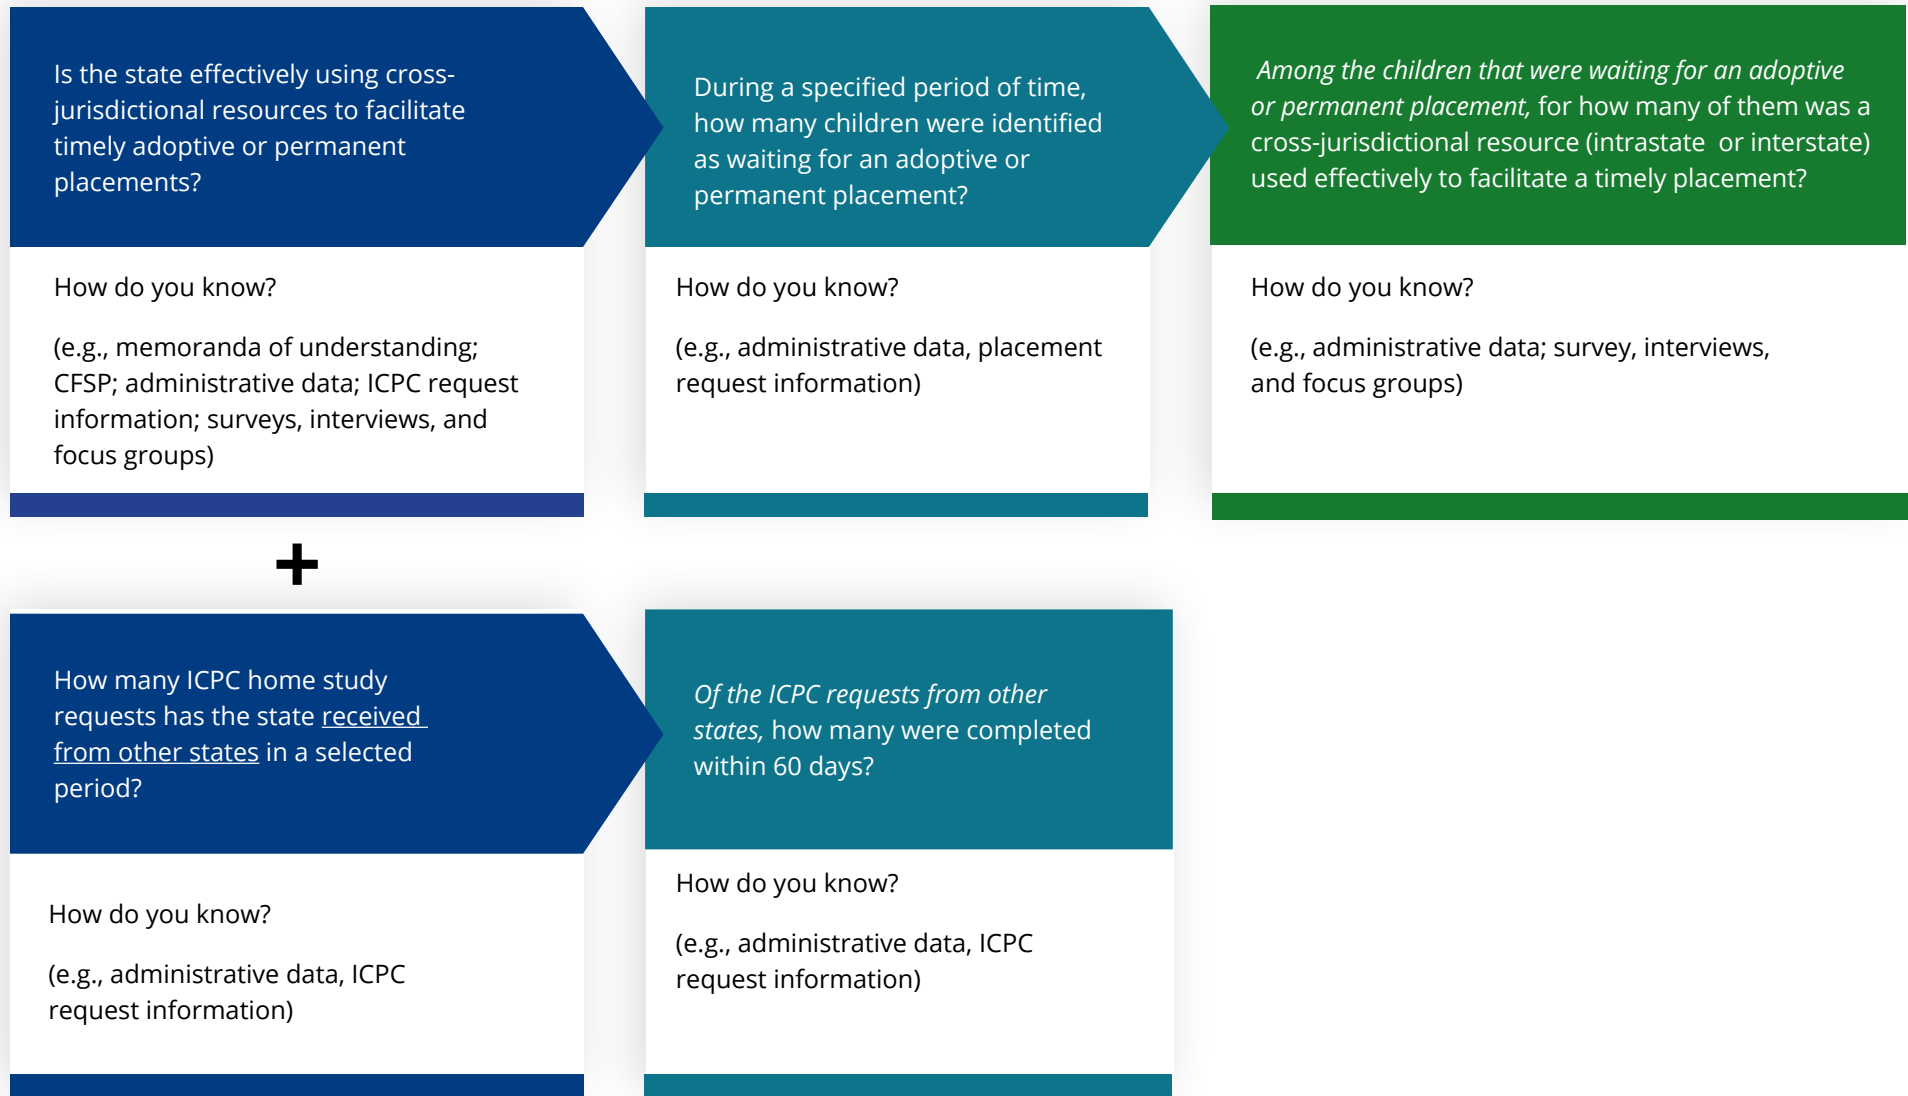 Is the state effectively using cross-
jurisdictional resources to facilitate
timely adoptive or permanent
placements?
How do you know?
(e.g., memoranda of understanding;
CFSP; administrative data; ICPC request
information; surveys, interviews, and
focus groups)
During a specified period of time,
how many children were identified
as waiting for an adoptive or
permanent placement?
How do you know?
(e.g., administrative data, placement
request information)
Among the children that were waiting for an adoptive
or permanent placement, for how many of them was a
cross-jurisdictional resource (intrastate or interstate)
used effectively to facilitate a timely placement?
How do you know?
(e.g., administrative data; survey, interviews,
and focus groups)
+
How many ICPC home study
requests has the state received
from other states in a selected
period?
How do you know?
(e.g., administrative data, ICPC
request information)
Of the ICPC requests from other
states, how many were completed
within 60 days?
How do you know?
(e.g., administrative data, ICPC
request information)